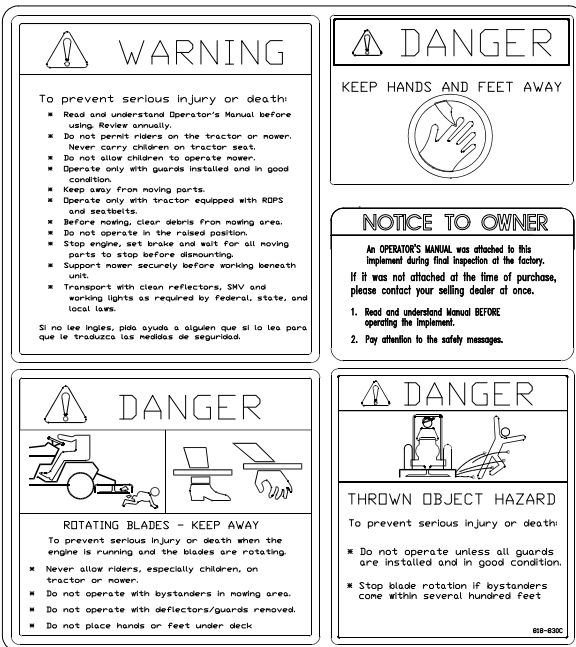 WARNING
To prevent serious injury or death:
* Read and understand Operator's Manual before
using. Review annually.
* Do not permit riders on the tractor or mower.
Never carry children on tractor seat.
* Do not allow children to operate mower.
* Operate only with guards installed and in good
condition.
* Keep away from moving parts.
* Operate only with tractor equipped with ROPS
and seatbelts.
* Before mowing, clear debris from mowing area.
* Do not operate in the raised position.
* Stop engine, set brake and wait for all moving
parts to stop before dismounting.
* Support mower securely before working beneath
unit.
* Transport with clean reflectors, SMV and
working lights as required by federal, state, and
local laws.
Si no lee ingles, pida ayuda a alguien que si lo lea para
que le traduzca las medidas de seguridad.
DANGER
KEEP HANDS AND FEET AWAY
NOTICE TO OWNER
An OPERATOR'S MANUAL was attached to this
implement during final inspection at the factory.
If it was not attached at the time of purchase,
please contact your selling dealer at once.
1. Read and understand Manual BEFORE
operating the implement.
2. Pay attention to the safety messages.
DANGER
ROTATING BLADES - KEEP AWAY
To prevent serious injury or death when the
engine is running and the blades are rotating.
* Never allow riders, especially children, on
tractor or mower.
* Do not operate with bystanders in mowing area.
* Do not operate with deflectors/guards removed.
* Do not place hands or feet under deck
DANGER
THROWN OBJECT HAZARD
To prevent serious injury or death:
* Do not operate unless all guards
are installed and in good condition.
* Stop blade rotation if bystanders
come within several hundred feet
818-830C